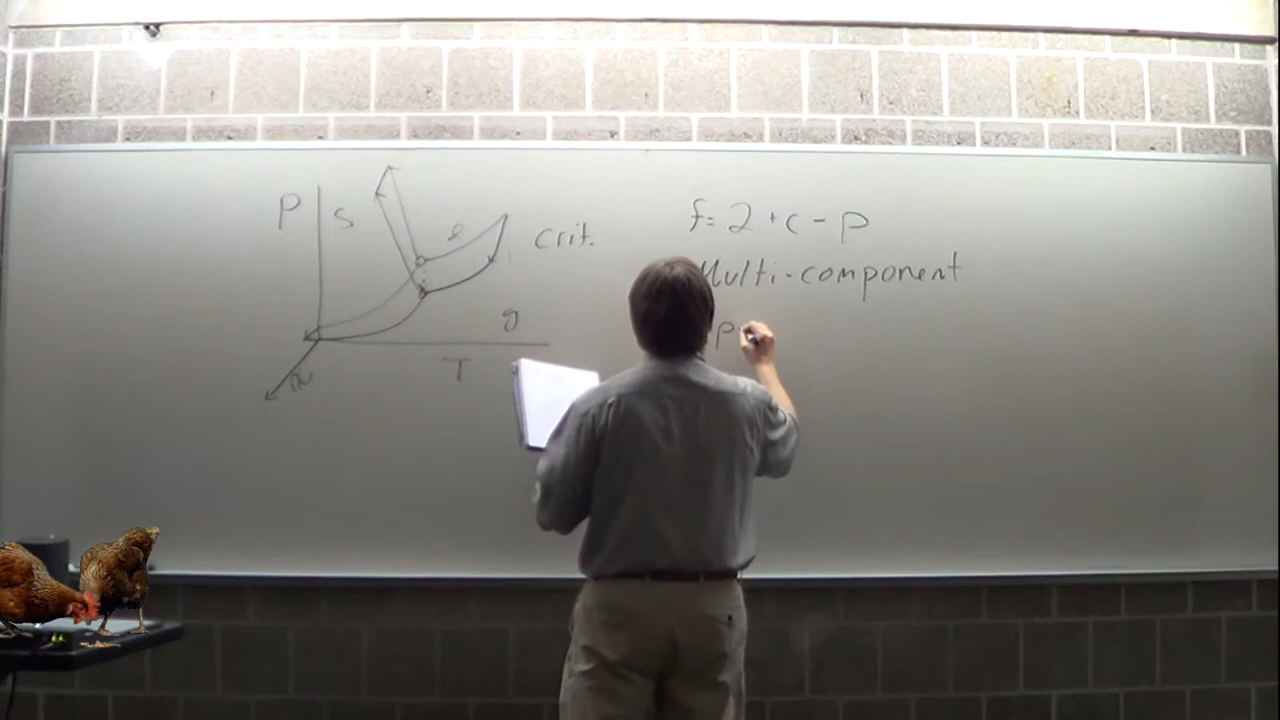 P
S
l
crit.
g
T
x
f = 2 + c - p
Multi-component
p